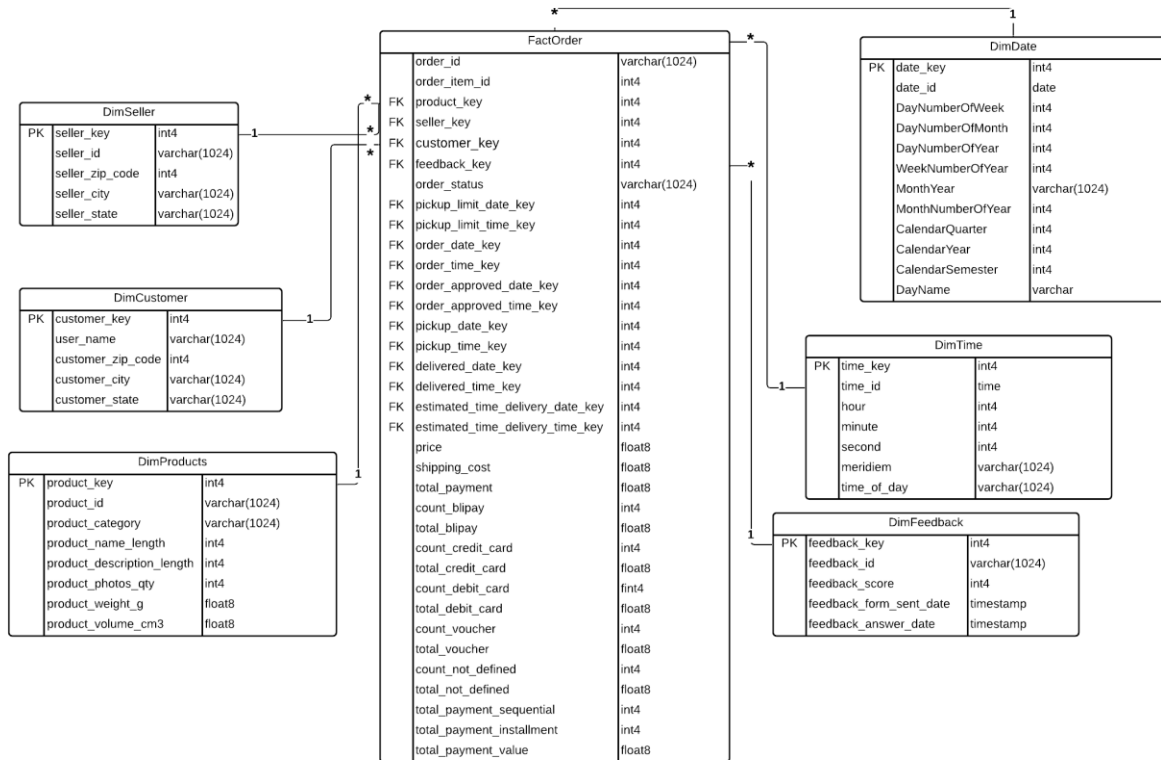 * 1
FactOrder
order_id varchar(1024)
order_item_id int4
FK product_key int4
FK seller_key int4
FK customer_key int4
FK feedback_key int4
order_status varchar(1024)
FK pickup_limit_date_key int4
FK pickup_limit_time_key int4
FK order_date_key int4
FK order_time_key int4
FK order_approved_date_key int4
FK order_approved_time_key int4
FK pickup_date_key int4
FK pickup_time_key int4
FK delivered_date_key int4
FK delivered_time_key int4
FK estimated_time_delivery_date_key int4
FK estimated_time_delivery_time_key int4
price float8
shipping_cost float8
total_payment float8
count_blipay int4
total_blipay float8
count_credit_card int4
total_credit_card float8
count_debit_card fint4
total_debit_card float8
count_voucher int4
total_voucher float8
count_not_defined int4
total_not_defined float8
total_payment_sequential int4
total_payment_installment int4
total_payment_value float8
DimSeller
PK seller_key int4
seller_id varchar(1024)
seller_zip_code int4
seller_city varchar(1024)
seller_state varchar(1024)
1 *
*
*
DimCustomer
PK customer_key int4
user_name varchar(1024)
customer_zip_code int4
customer_city varchar(1024)
customer_state varchar(1024)
1
DimProducts
PK product_key int4
product_id varchar(1024)
product_category varchar(1024)
product_name_length int4
product_description_length int4
product_photos_qty int4
product_weight_g float8
product_volume_cm3 float8
1
DimDate
PK date_key int4
date_id date
DayNumberOfWeek int4
DayNumberOfMonth int4
DayNumberOfYear int4
WeekNumberOfYear int4
MonthYear varchar(1024)
MonthNumberOfYear int4
CalendarQuarter int4
CalendarYear int4
CalendarSemester int4
DayName varchar
*
*
DimTime
PK time_key int4
time_id time
hour int4
minute int4
second int4
meridiem varchar(1024)
time_of_day varchar(1024)
1
DimFeedback
PK feedback_key int4
feedback_id varchar(1024)
feedback_score int4
feedback_form_sent_date timestamp
feedback_answer_date timestamp
1